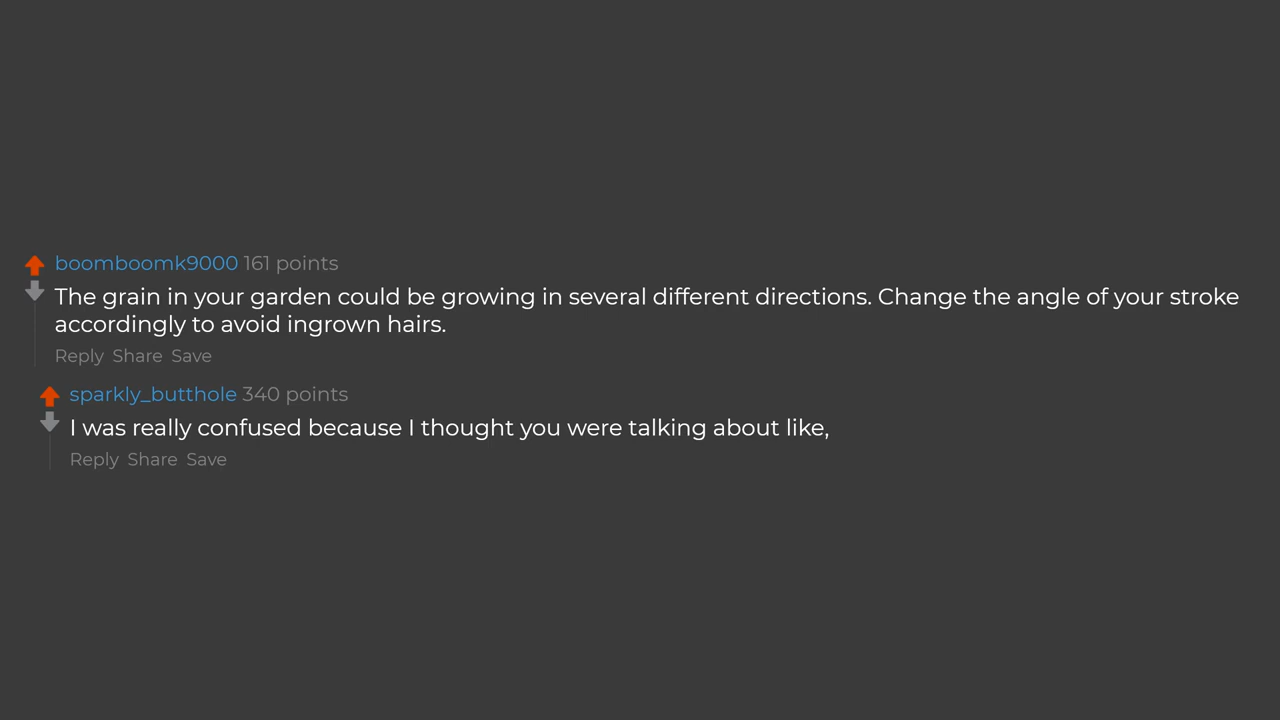 boomboomk9000 161 points
The grain in your garden could be growing in several different directions. Change the angle of your stroke
accordingly to avoid ingrown hairs.
Reply Share Save
sparkly_butthole 340 points
I was really confused because I thought you were talking about like,
Reply Share Save